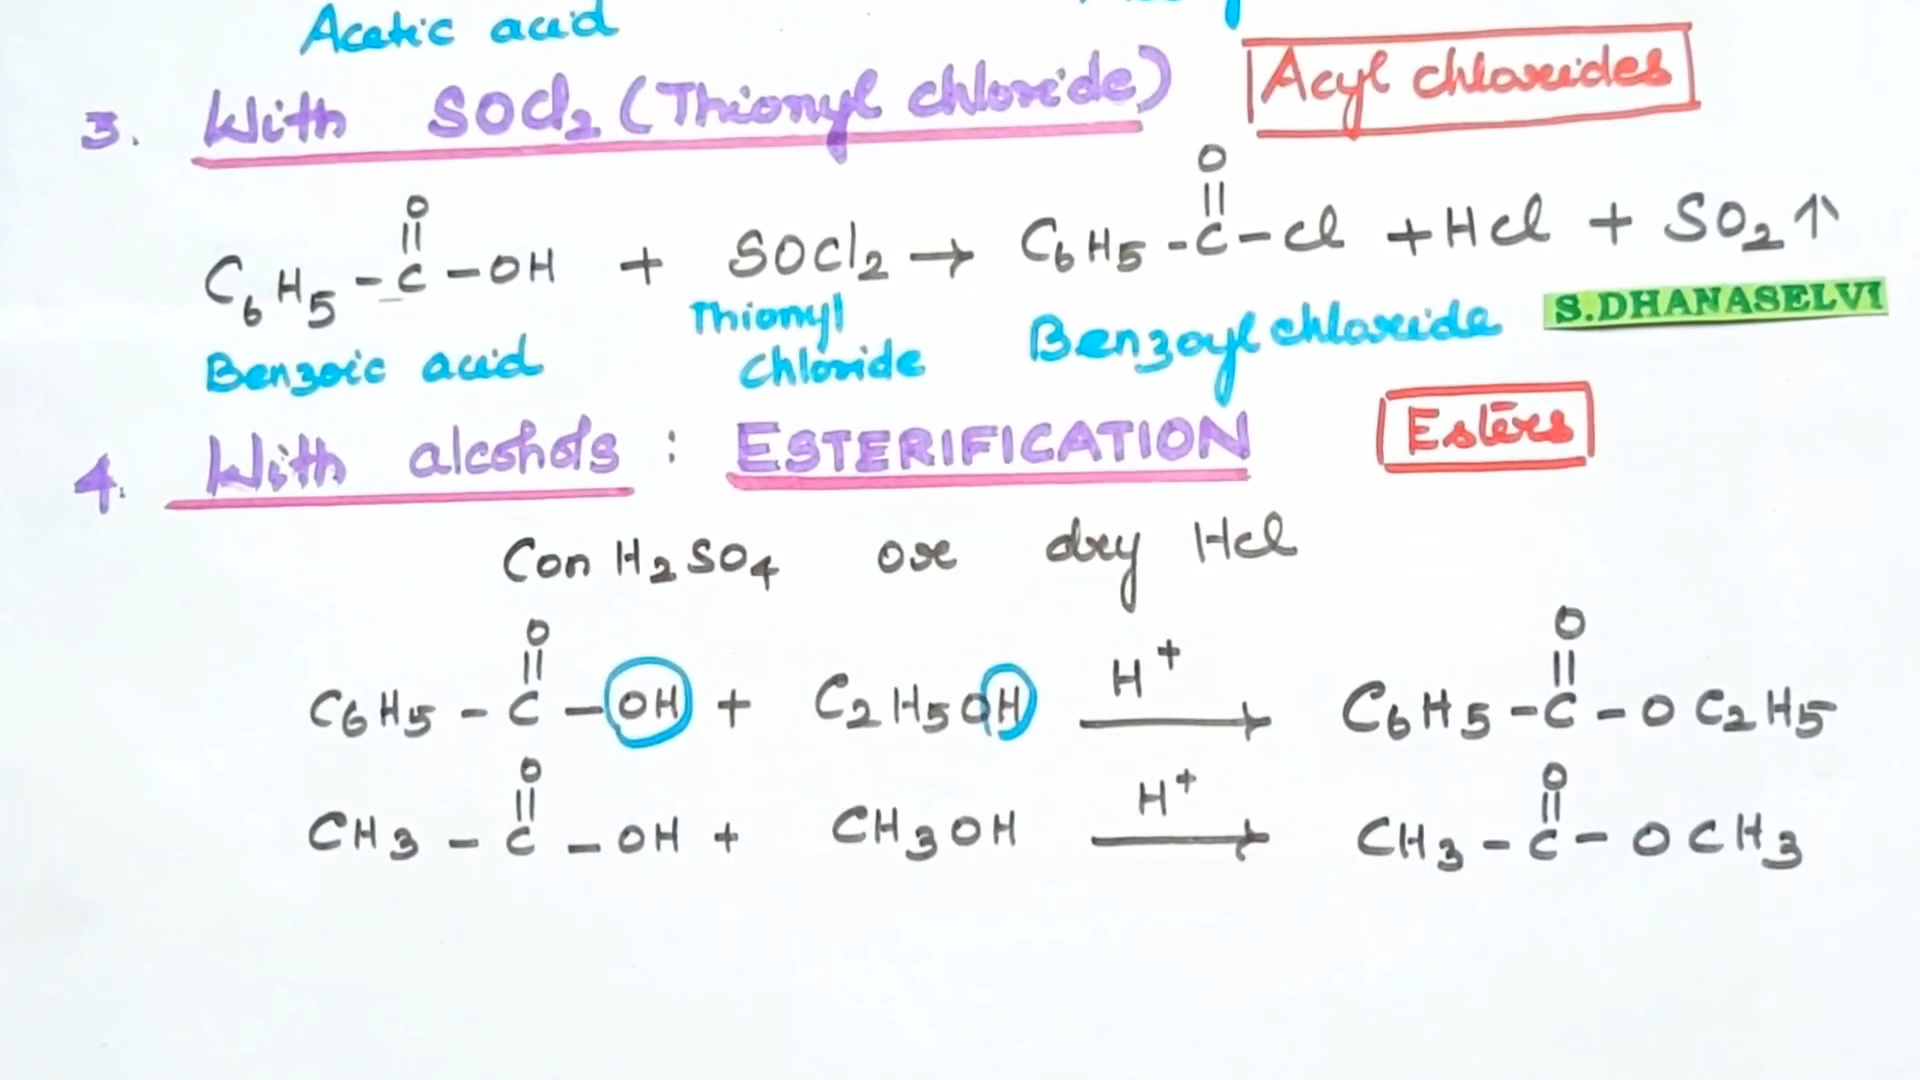 Acetic acid
3. With SOCl2 (Thionyl chloride) Acyl chlorides
O
||
C6H5 - C - OH + SOCl2 → C6H5 - C - Cl + HCl + SO2 ↑
O
||
Benzoic acid Thionyl chloride Benzoyl chloride S.DHANASELVI
4. With alcohols : ESTERIFICATION Esters
Con H2SO4 or dry HCl
O O
|| ||
C6H5 - C - OH + C2H5OH H+ → C6H5 - C - O C2H5
O O
|| ||
CH3 - C - OH + CH3OH H+ → CH3 - C - O CH3